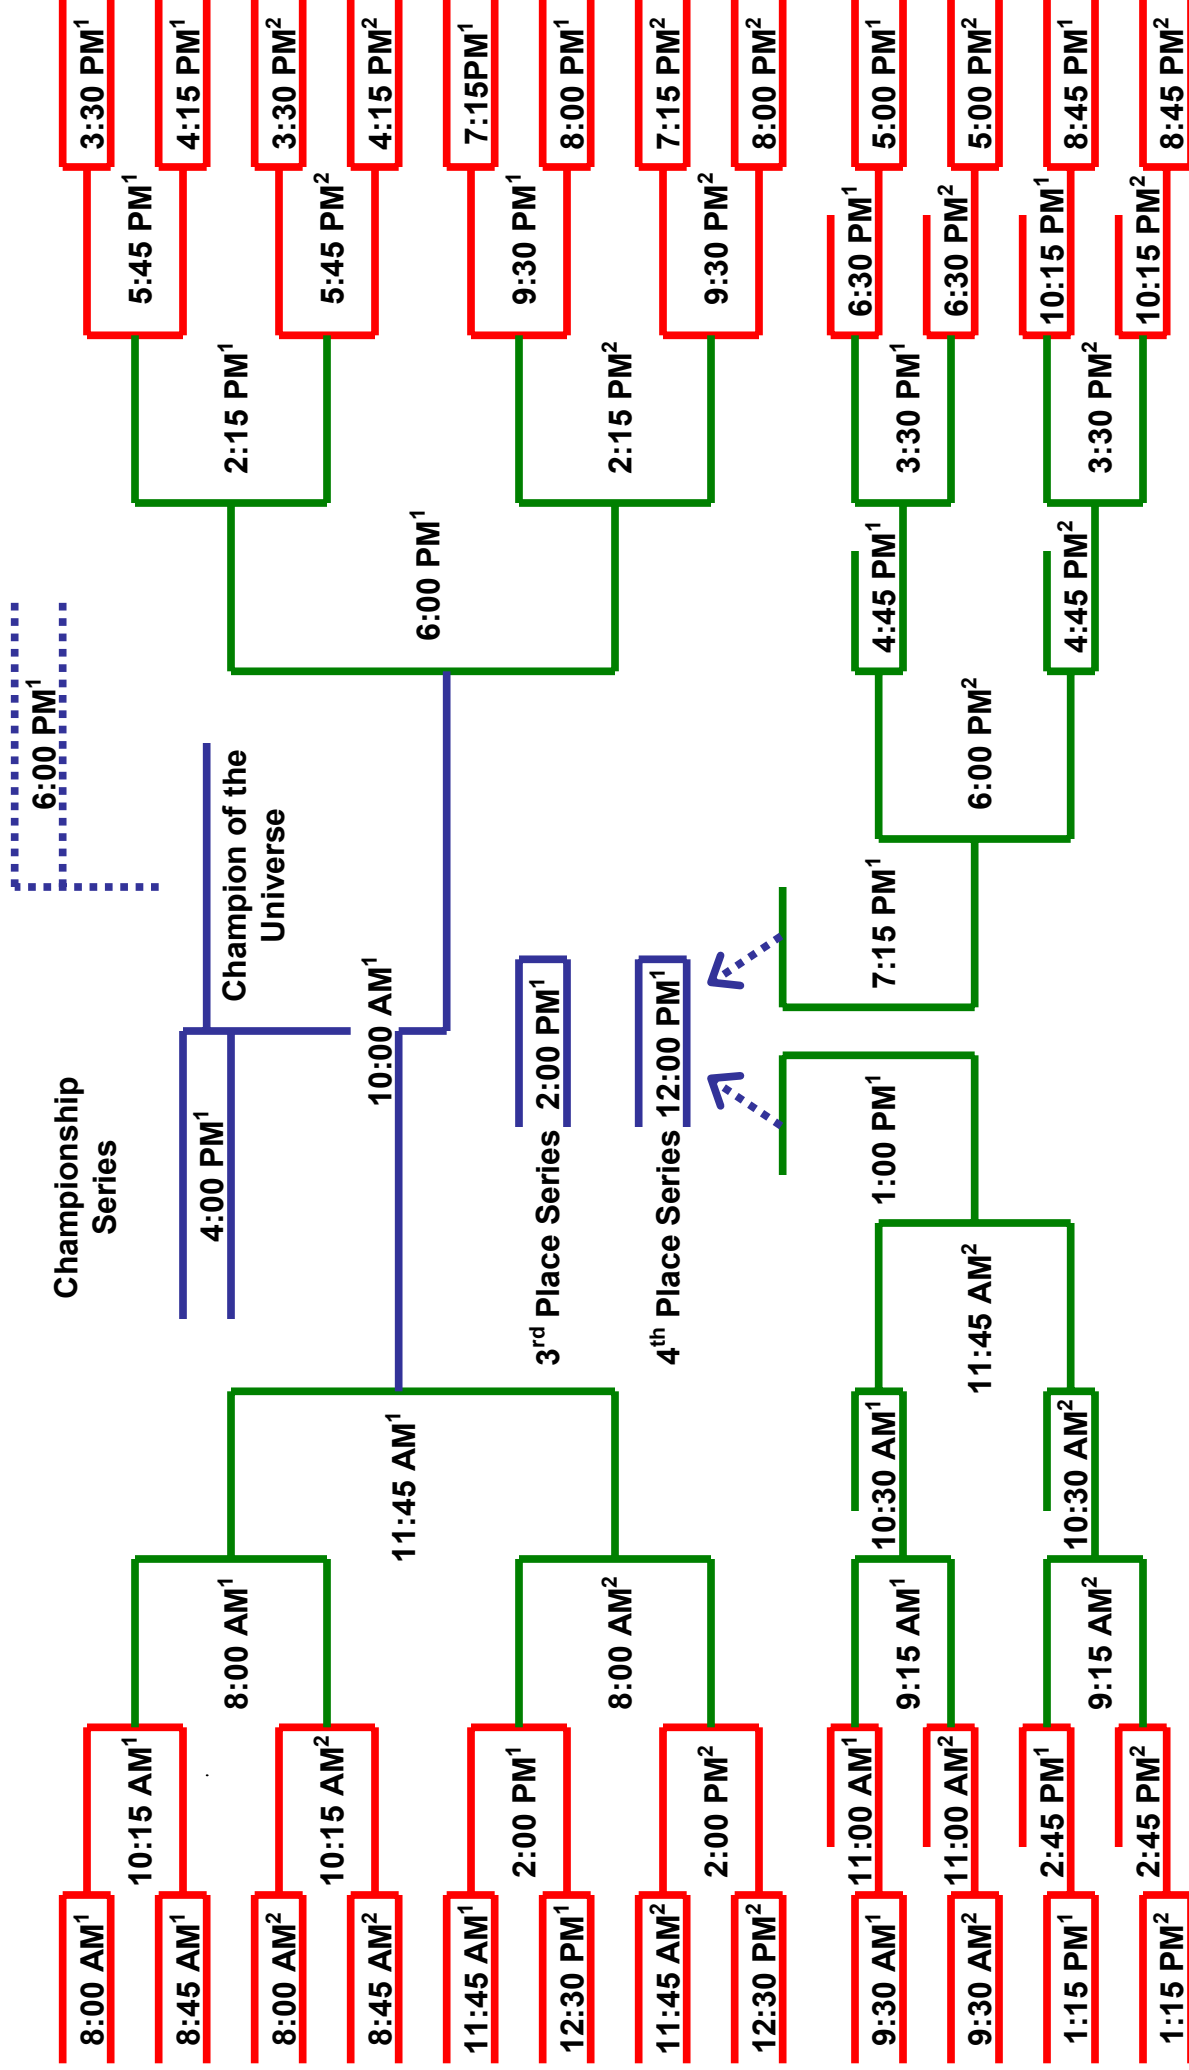 Championship
Series
6:00 PM¹
4:00 PM¹
Champion of the
Universe
10:00 AM¹
3rd Place Series 2:00 PM¹
4th Place Series 12:00 PM¹
8:00 AM¹
8:45 AM¹
8:00 AM²
8:45 AM²
11:45 AM¹
12:30 PM¹
11:45 AM²
12:30 PM²
9:30 AM¹
9:30 AM²
1:15 PM¹
1:15 PM²
10:15 AM¹
10:15 AM²
2:00 PM¹
2:00 PM²
11:00 AM¹
11:00 AM²
2:45 PM¹
2:45 PM²
8:00 AM¹
8:00 AM²
9:15 AM¹
9:15 AM²
11:45 AM¹
10:30 AM¹
10:30 AM²
11:45 AM²
1:00 PM¹
7:15 PM¹
6:00 PM²
6:00 PM¹
4:45 PM¹
4:45 PM²
2:15 PM¹
2:15 PM²
3:30 PM¹
3:30 PM²
5:45 PM¹
5:45 PM²
9:30 PM¹
9:30 PM²
6:30 PM¹
6:30 PM²
10:15 PM¹
10:15 PM²
3:30 PM¹
4:15 PM¹
3:30 PM²
4:15 PM²
7:15PM¹
8:00 PM¹
7:15 PM²
8:00 PM²
5:00 PM¹
5:00 PM²
8:45 PM¹
8:45 PM²